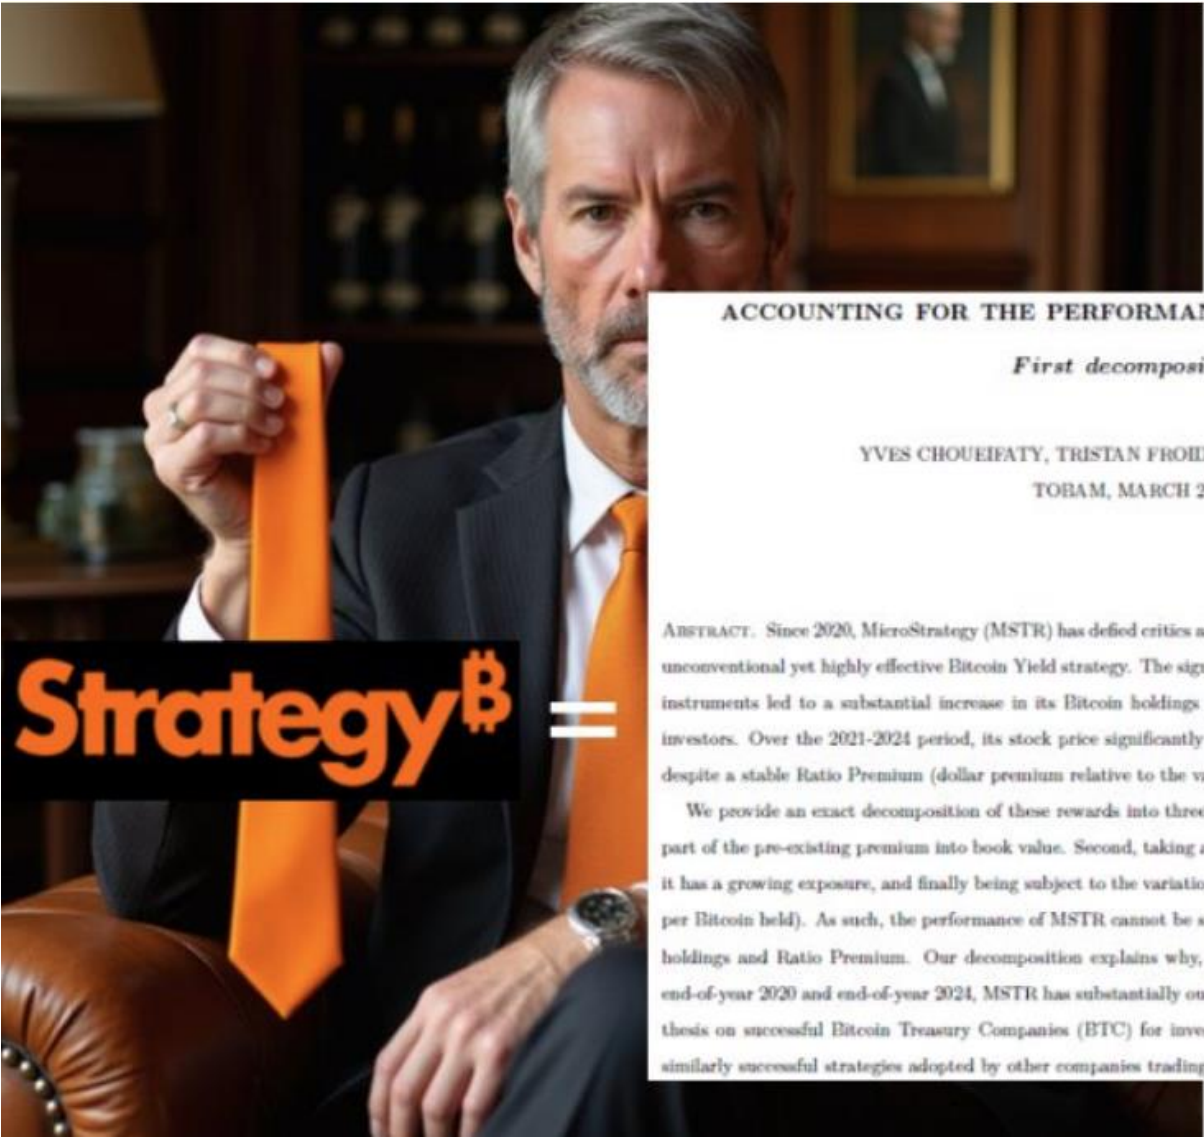 Strategy₿ =
ACCOUNTING FOR THE PERFORMAN
First decomposi
YVES CHOUEIFATY, TRISTAN FROID
TOBAM, MARCH 2
ABSTRACT. Since 2020, MicroStrategy (MSTR) has defied critics a
unconventional yet highly effective Bitcoin Yield strategy. The sig
instruments led to a substantial increase in its Bitcoin holdings
investors. Over the 2021-2024 period, its stock price significantly
despite a stable Ratio Premium (dollar premium relative to the v
We provide an exact decomposition of these rewards into three
part of the pre-existing premium into book value. Second, taking a
it has a growing exposure, and finally being subject to the variatio
per Bitcoin held). As such, the performance of MSTR cannot be s
holdings and Ratio Premium. Our decomposition explains why,
end-of-year 2020 and end-of-year 2024, MSTR has substantially ou
thesis on successful Bitcoin Treasury Companies (BTC) for inve
similarly successful strategies adopted by other companies trading